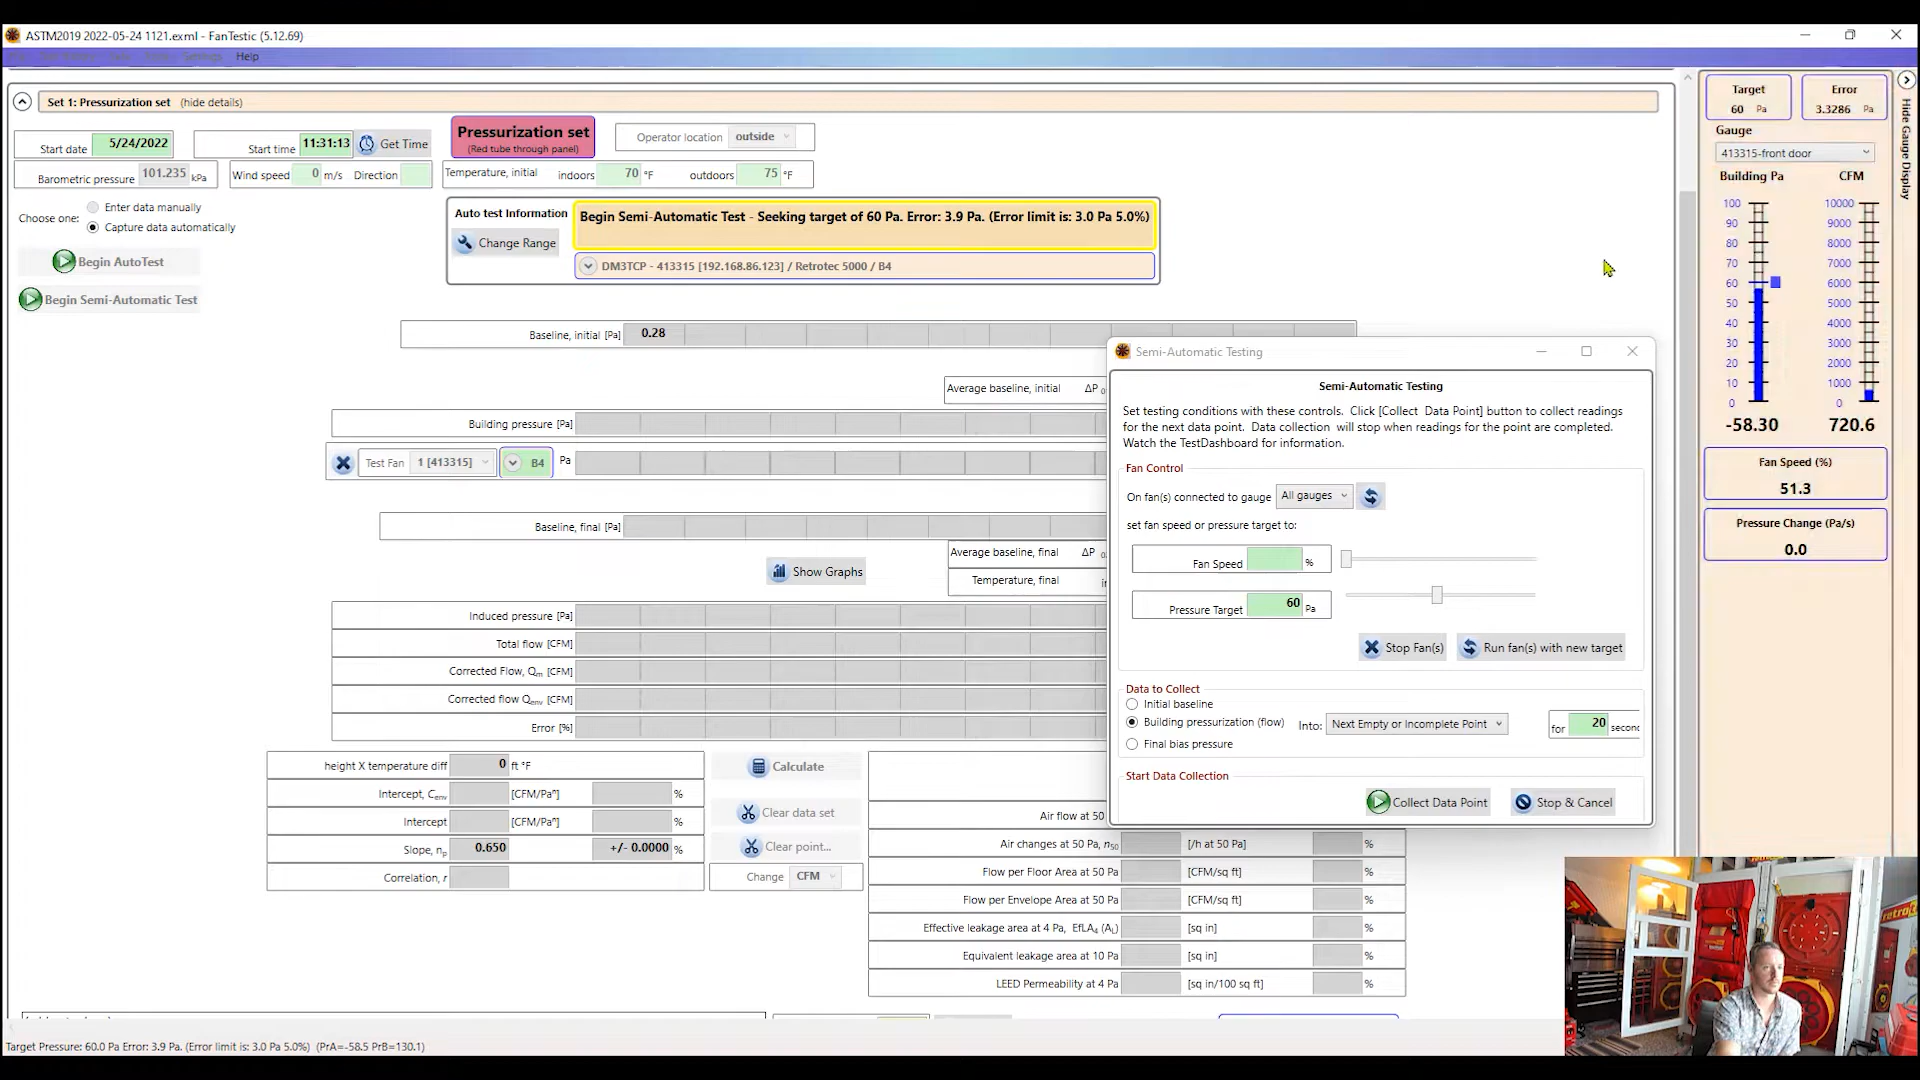 ASTM2019 2022-05-24 1121.exml - FanTestic (5.12.69)
Settings Help
Set 1: Pressurization set (hide details)
Start date 5/24/2022 Start time 11:31:13 Get Time
Pressurization set
(Red tube through panel)
Operator location outside
Barometric pressure 101.235 kPa Wind speed 0 m/s Direction Temperature, initial indoors 70 °F outdoors 75 °F
Choose one:
Enter data manually
Capture data automatically
Begin AutoTest
Begin Semi-Automatic Test
Auto test Information
Change Range
Begin Semi-Automatic Test - Seeking target of 60 Pa. Error: 3.9 Pa. (Error limit is: 3.0 Pa 5.0%)
DM3TCP - 413315 [192.168.86.123] / Retrotec 5000 / B4
Baseline, initial [Pa] 0.28
Average baseline, initial ΔP
Building pressure [Pa]
Test Fan 1 [413315] B4 Pa
Baseline, final [Pa]
Average baseline, final ΔP
Temperature, final
Show Graphs
Induced pressure [Pa]
Total flow [CFM]
Corrected Flow, Qm [CFM]
Corrected flow Qenv [CFM]
Error [%]
height X temperature diff 0 ft °F
Intercept, Cenv [CFM/Paⁿ] %
Intercept [CFM/Paⁿ] %
Slope, np 0.650 +/- 0.0000 %
Correlation, r
Calculate
Clear data set
Clear point...
Change CFM
Air flow at 50
Air changes at 50 Pa, n50 [/h at 50 Pa] %
Flow per Floor Area at 50 Pa [CFM/sq ft] %
Flow per Envelope Area at 50 Pa [CFM/sq ft] %
Effective leakage area at 4 Pa, EfLA4 (AL) [sq in] %
Equivalent leakage area at 10 Pa [sq in] %
LEED Permeability at 4 Pa [sq in/100 sq ft] %
Semi-Automatic Testing
Semi-Automatic Testing
Set testing conditions with these controls. Click [Collect Data Point] button to collect readings
for the next data point. Data collection will stop when readings for the point are completed.
Watch the TestDashboard for information.
Fan Control
On fan(s) connected to gauge All gauges
set fan speed or pressure target to:
Fan Speed %
Pressure Target 60 Pa
Stop Fan(s) Run fan(s) with new target
Data to Collect
Initial baseline
Building pressurization (flow) Into: Next Empty or Incomplete Point for 20 second
Final bias pressure
Start Data Collection
Collect Data Point Stop & Cancel
Target Error
60 Pa 3.3286 Pa
Gauge
413315-front door
Building Pa CFM
100 10000
90 9000
80 8000
70 7000
60 6000
50 5000
40 4000
30 3000
20 2000
10 1000
0 0
-58.30 720.6
Fan Speed (%)
51.3
Pressure Change (Pa/s)
0.0
Hide Gauge Display
Target Pressure: 60.0 Pa Error: 3.9 Pa. (Error limit is: 3.0 Pa 5.0%) (PrA=-58.5 PrB=130.1)